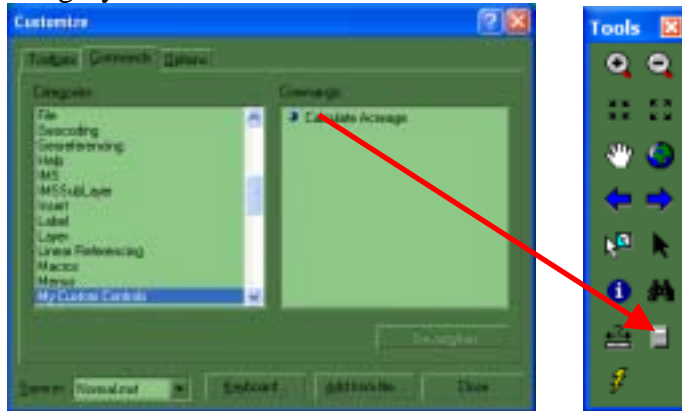 Customize
Toolbars Commands Options
Categories:
Commands:
File
Geocoding
Georeferencing
Help
IMS
IMSSubLayer
Insert
Label
Layer
Linear Referencing
Macros
Menus
My Custom Controls
Calculate Acreage
Description
Save in: Normal.mxt
Keyboard...
Add from file...
Close
Tools